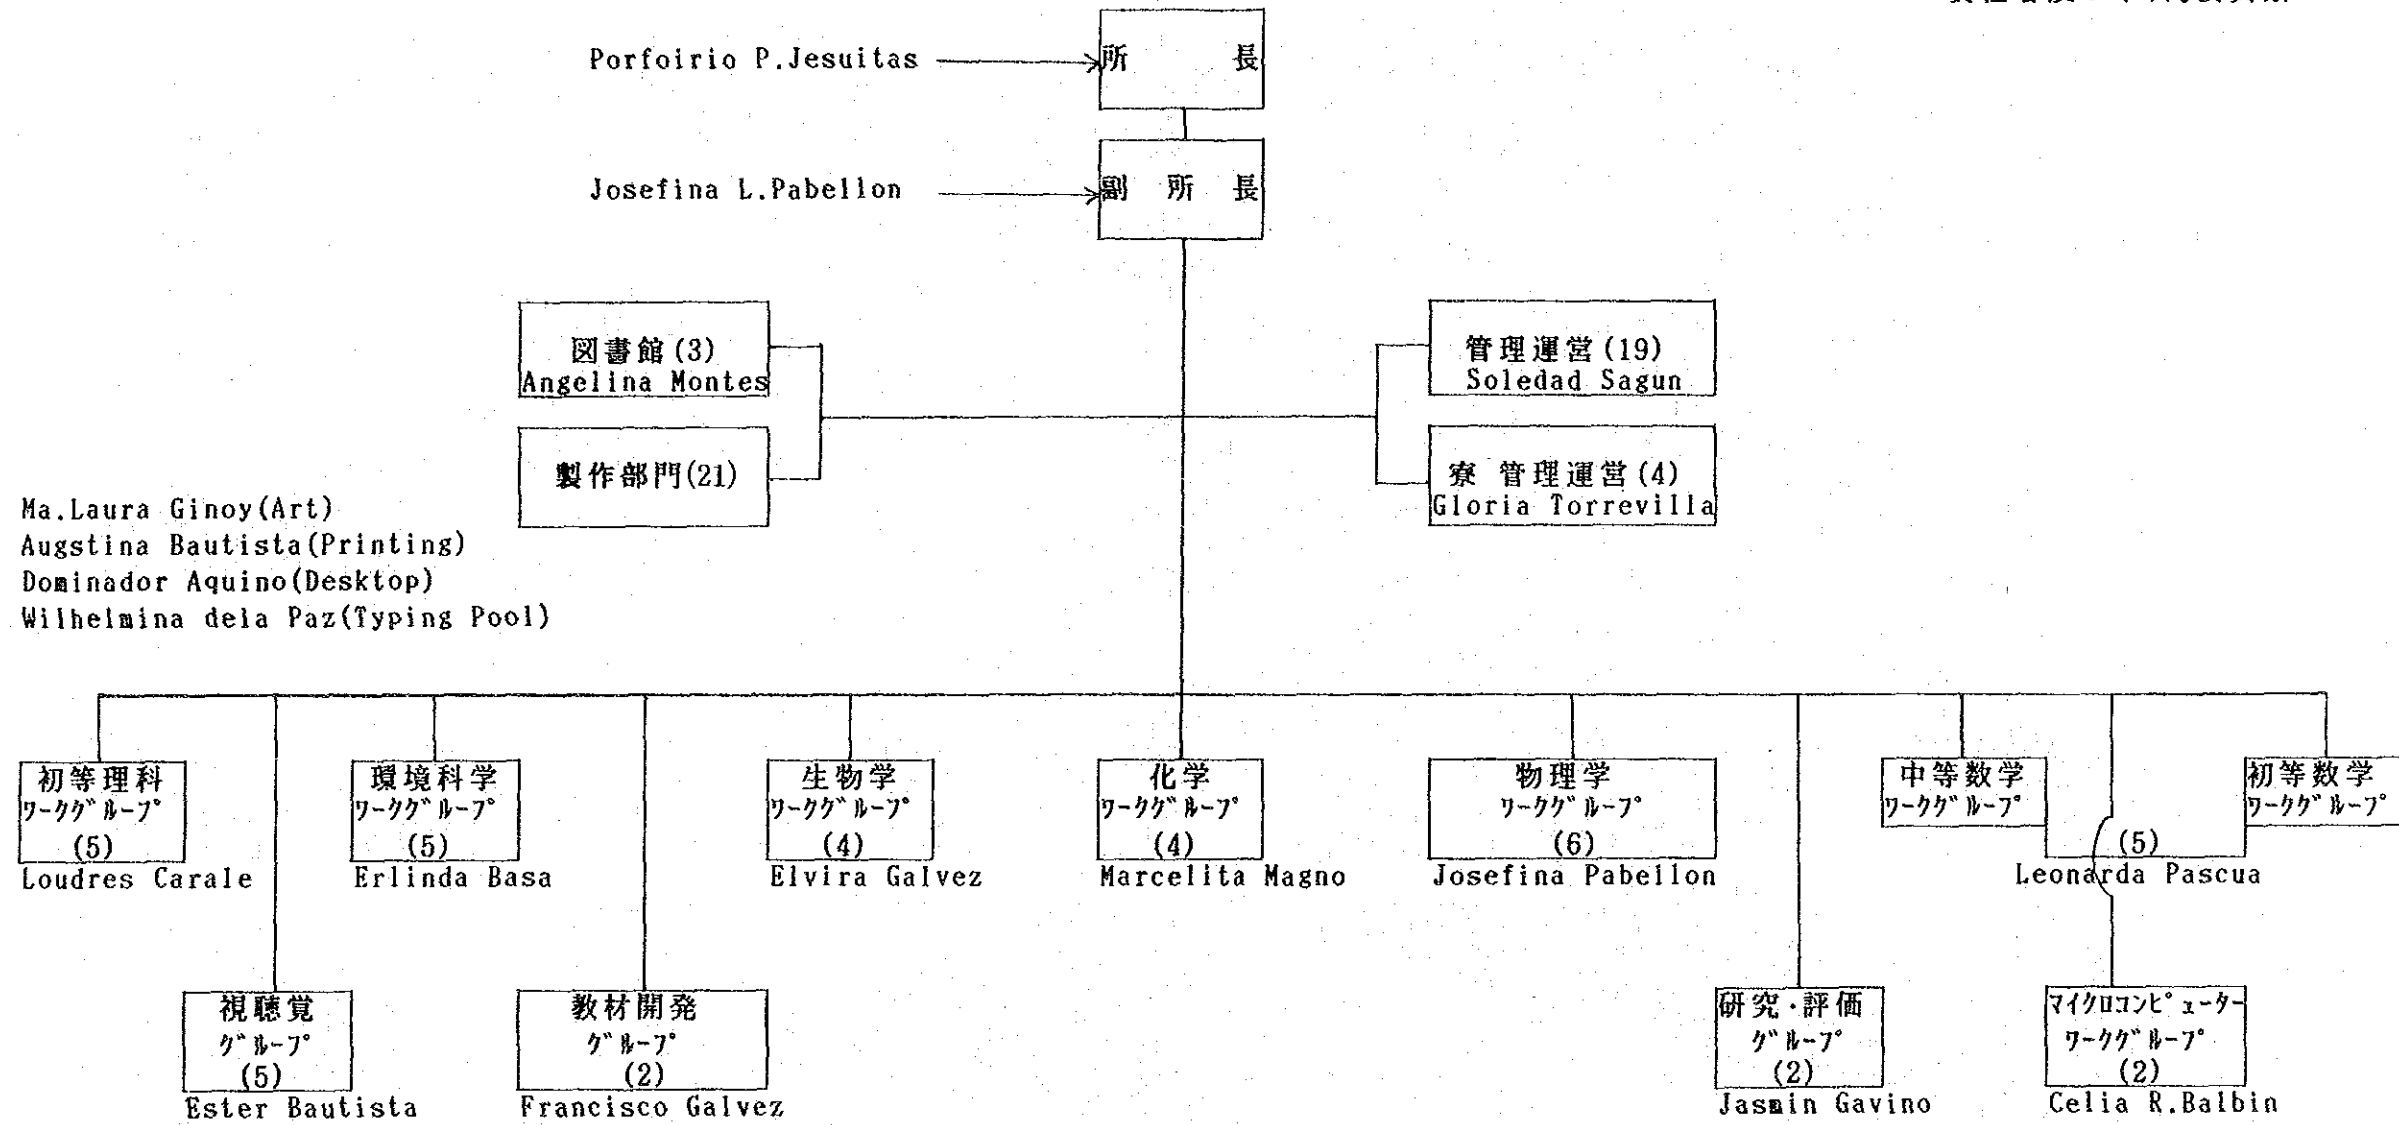 Porfoirio P.Jesuitas
所 長
Josefina L.Pabellon
副 所 長
図書館(3)
Angelina Montes
管理運営(19)
Soledad Sagun
製作部門(21)
寮 管理運営(4)
Gloria Torrevilla
Ma.Laura Ginoy(Art)
Augstina Bautista(Printing)
Dominador Aquino(Desktop)
Wilhelmina dela Paz(Typing Pool)
初等理科
ワークグループ
(5)
Loudres Carale
環境科学
ワークグループ
(5)
Erlinda Basa
生物学
ワークグループ
(4)
Elvira Galvez
化学
ワークグループ
(4)
Marcelita Magno
物理学
ワークグループ
(6)
Josefina Pabellon
中等数学
ワークグループ
初等数学
ワークグループ
(5)
Leonarda Pascua
視聴覚
グループ
(5)
Ester Bautista
教材開発
グループ
(2)
Francisco Galvez
研究・評価
グループ
(2)
Jasmin Gavino
マイクロコンピューター
ワークグループ
(2)
Celia R.Balbin